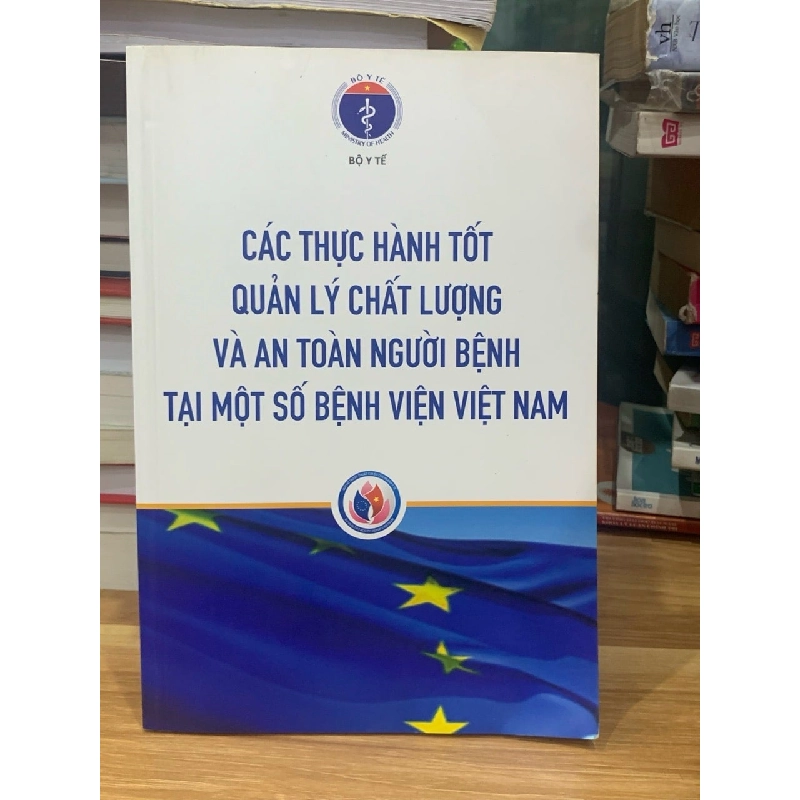 BỘ Y TẾ
MINISTRY OF HEALTH
BỘ Y TẾ
CÁC THỰC HÀNH TỐT
QUẢN LÝ CHẤT LƯỢNG
VÀ AN TOÀN NGƯỜI BỆNH
TẠI MỘT SỐ BỆNH VIỆN VIỆT NAM
vh